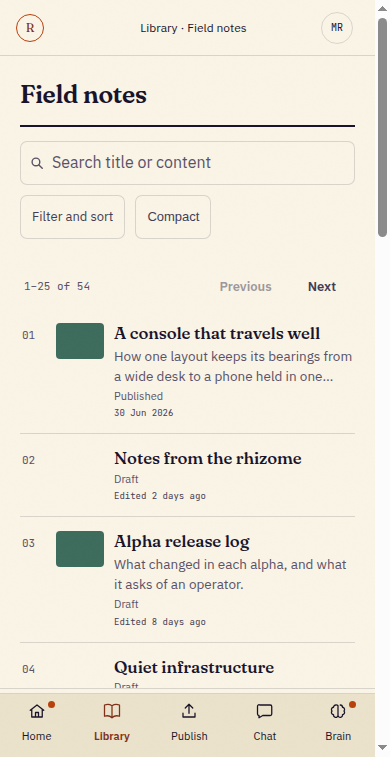 R
Library · Field notes
MR
Field notes
Search title or content
Filter and sort
Compact
1–25 of 54
Previous
Next
01
A console that travels well
How one layout keeps its bearings from
a wide desk to a phone held in one…
Published
30 Jun 2026
02
Notes from the rhizome
Draft
Edited 2 days ago
03
Alpha release log
What changed in each alpha, and what
it asks of an operator.
Draft
Edited 8 days ago
04
Quiet infrastructure
Draft
Home
Library
Publish
Chat
Brain